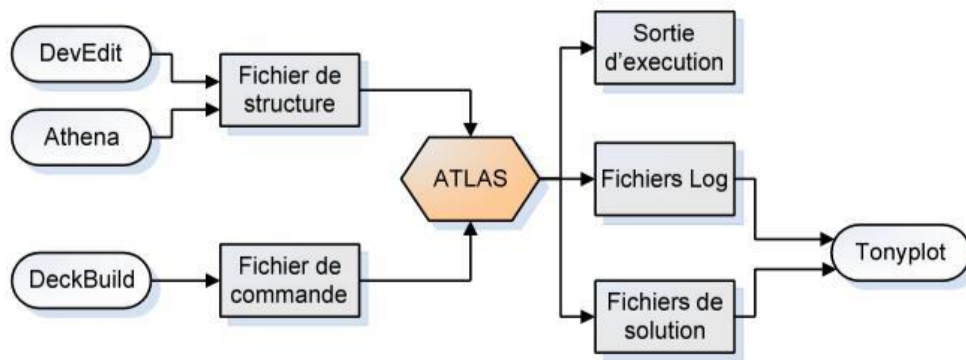 DevEdit
Athena
Fichier de
structure
DeckBuild
Fichier de
commande
ATLAS
Sortie
d'execution
Fichiers Log
Fichiers de
solution
Tonyplot